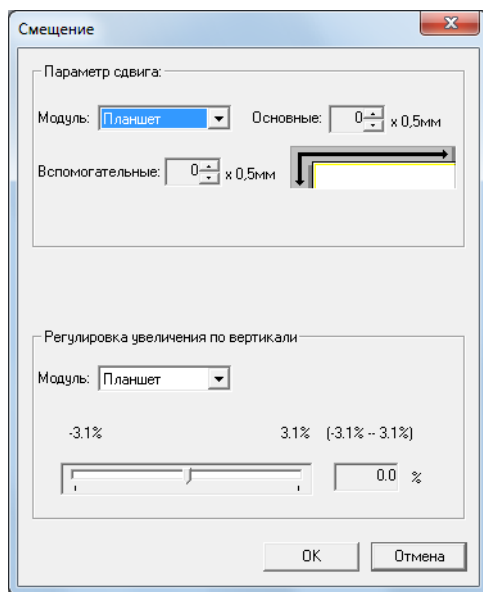 Смещение
Параметр сдвига:
Модуль: Планшет Основные: 0 x 0,5мм
Вспомогательные: 0 x 0,5мм
Регулировка увеличения по вертикали
Модуль: Планшет
-3.1% 3.1% (-3.1% -- 3.1%)
0.0 %
OK Отмена